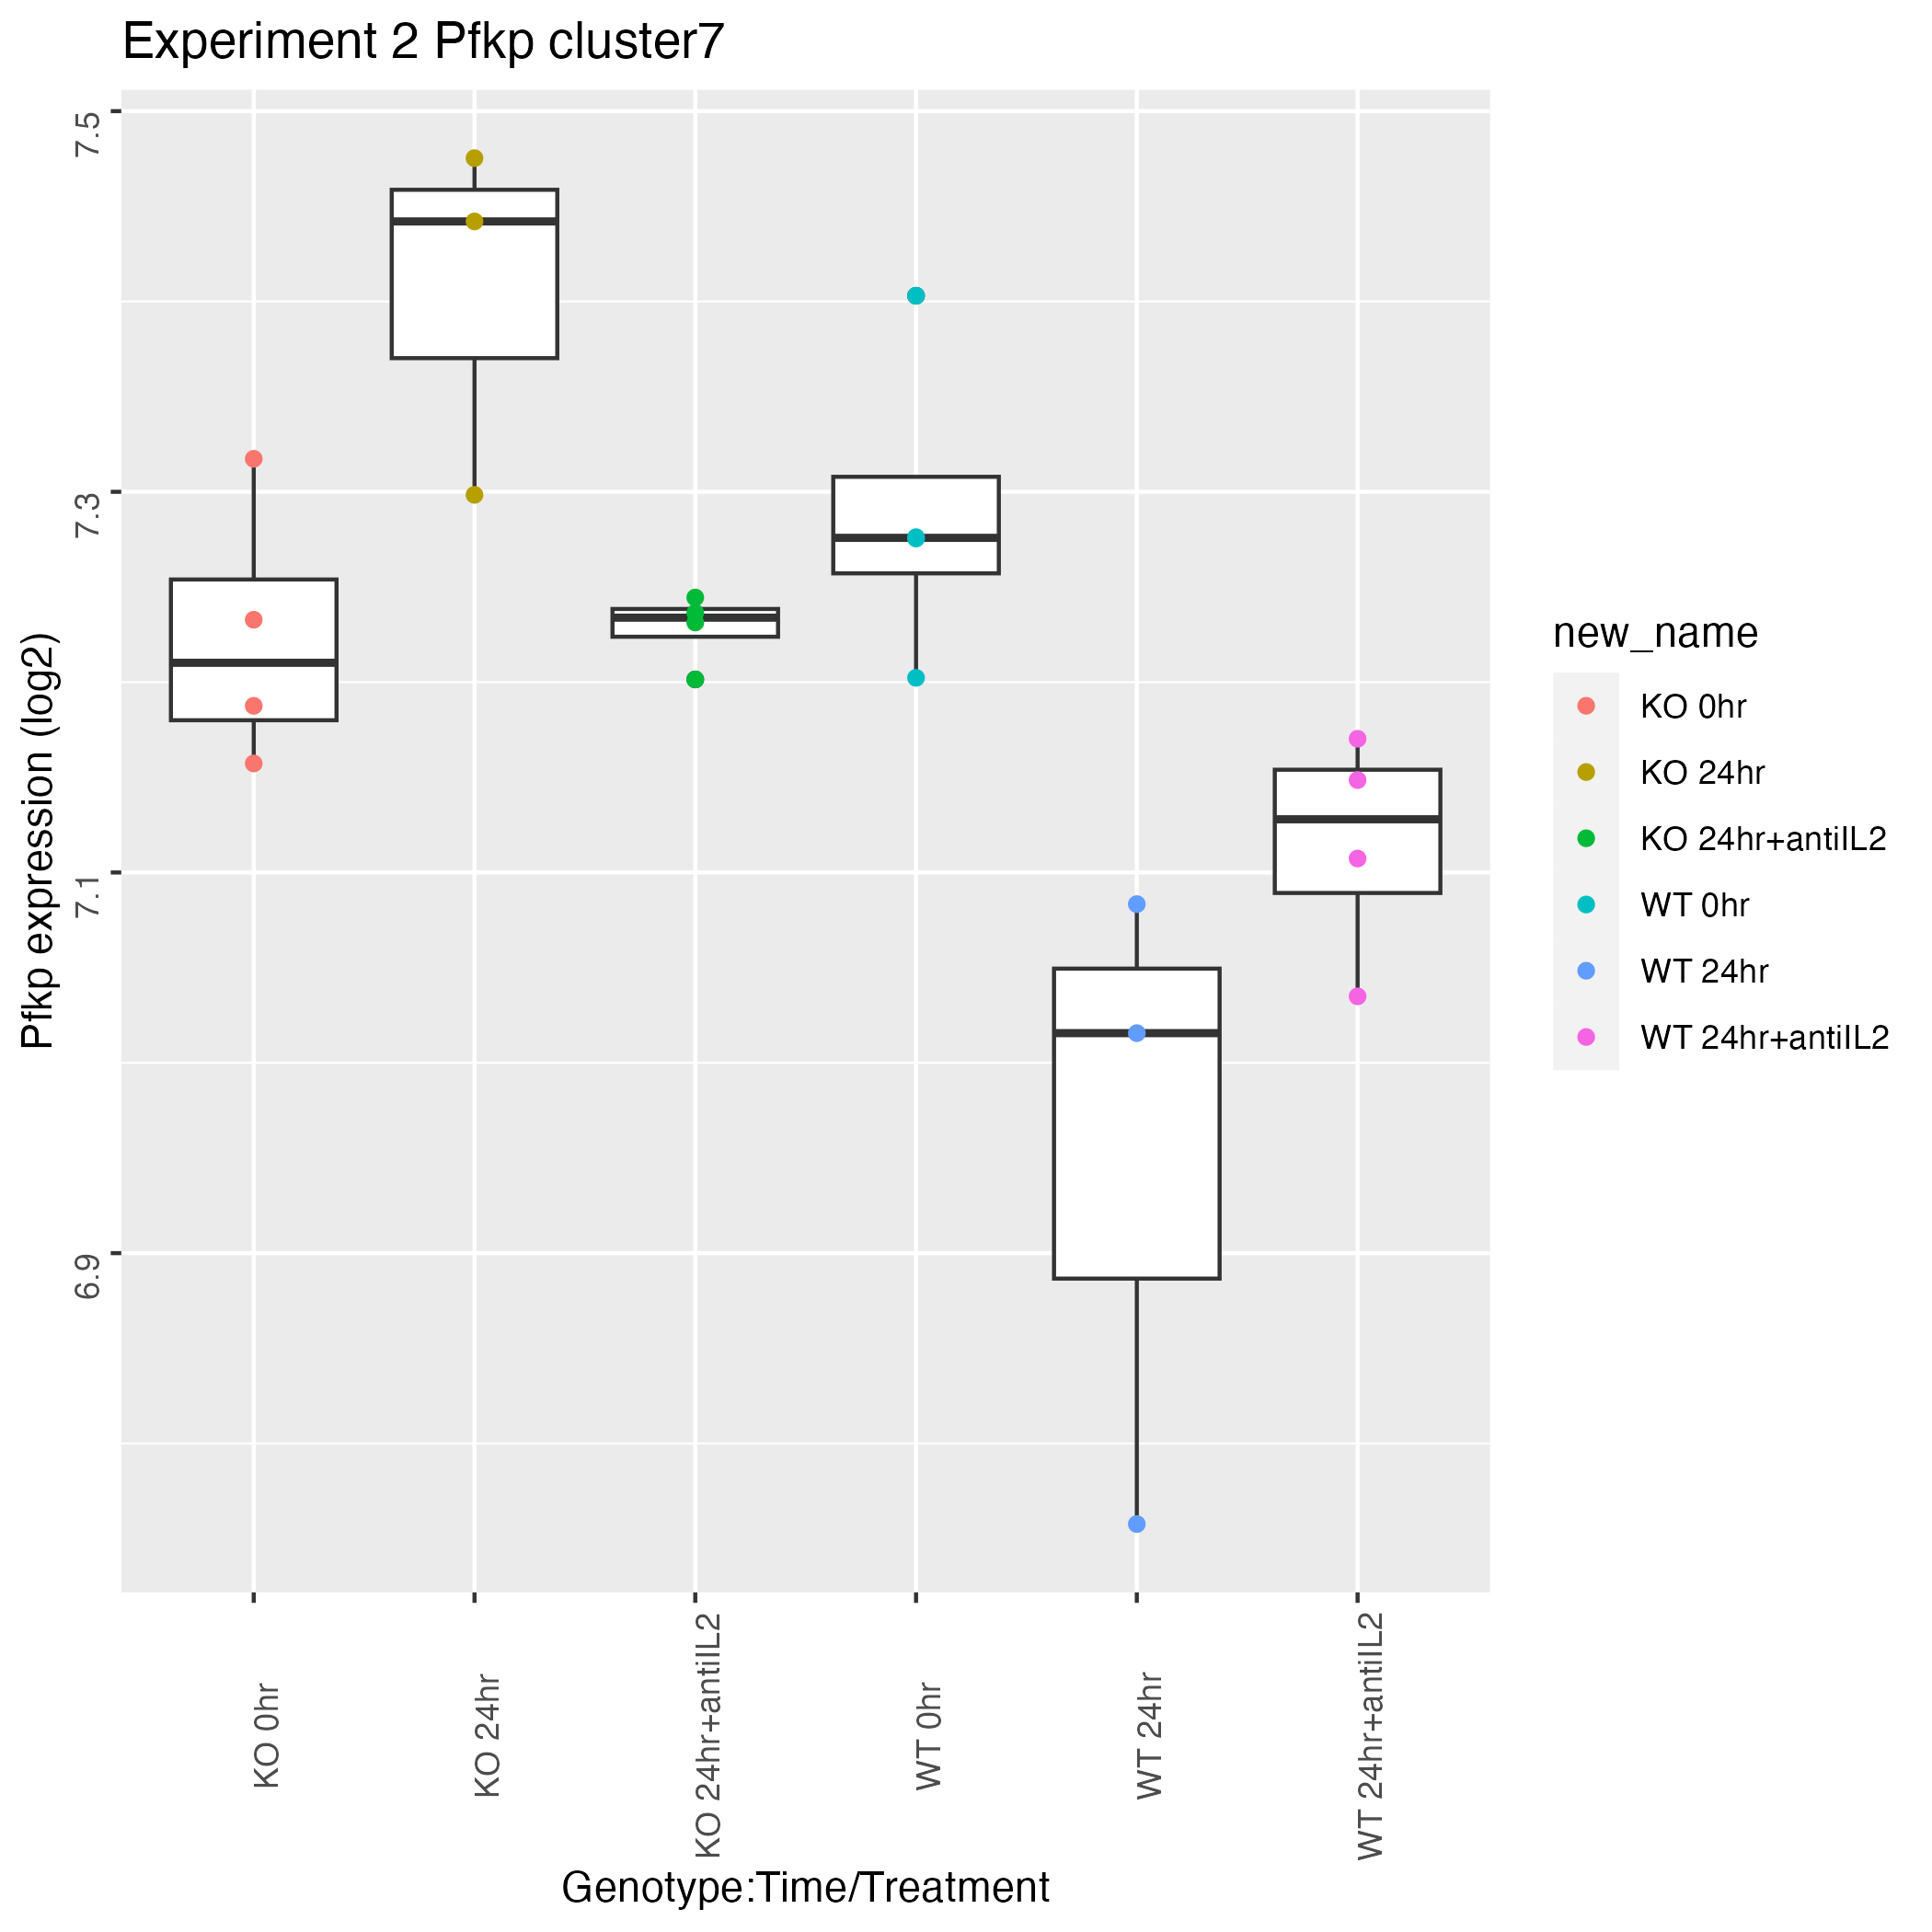 Experiment 2 Pfkp cluster7
Pfkp expression (log2)
7.5
7.3
7.1
6.9
KO 0hr
KO 24hr
KO 24hr+antiIL2
WT 0hr
WT 24hr
WT 24hr+antiIL2
Genotype:Time/Treatment
new_name
KO 0hr
KO 24hr
KO 24hr+antiIL2
WT 0hr
WT 24hr
WT 24hr+antiIL2